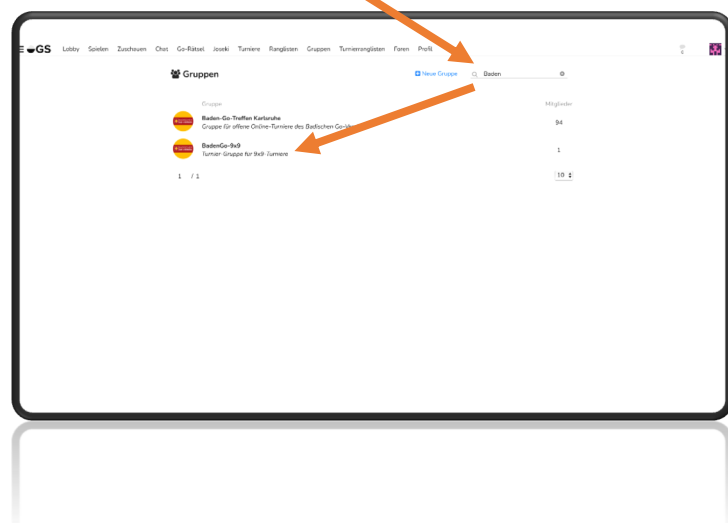 GS Lobby Spielen Zuschauen Chat Go-Rätsel Joseki Turniere Ranglisten Gruppen Turnierranglisten Foren Profil
Gruppen Neue Gruppe Baden
Gruppe Mitglieder
Baden-Go-Treffen Karlsruhe
Gruppe für offene Online-Turniere des Badischen 94
BadenGo-9x9
Turnier-Gruppe für 9x9-Turniere 1
1 / 1 10